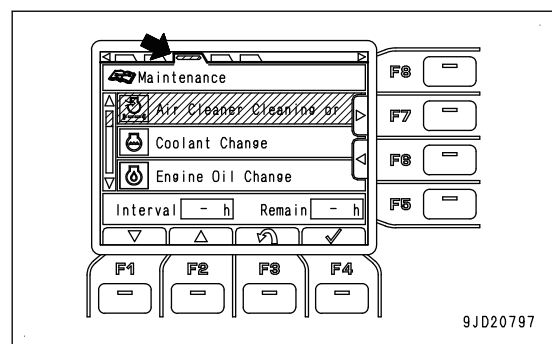 Maintenance
F8
Air Cleaner Cleaning or
F7
Coolant Change
F6
Engine Oil Change
Interval - h Remain - h
F5
F1 F2 F3 F4
9JD20797